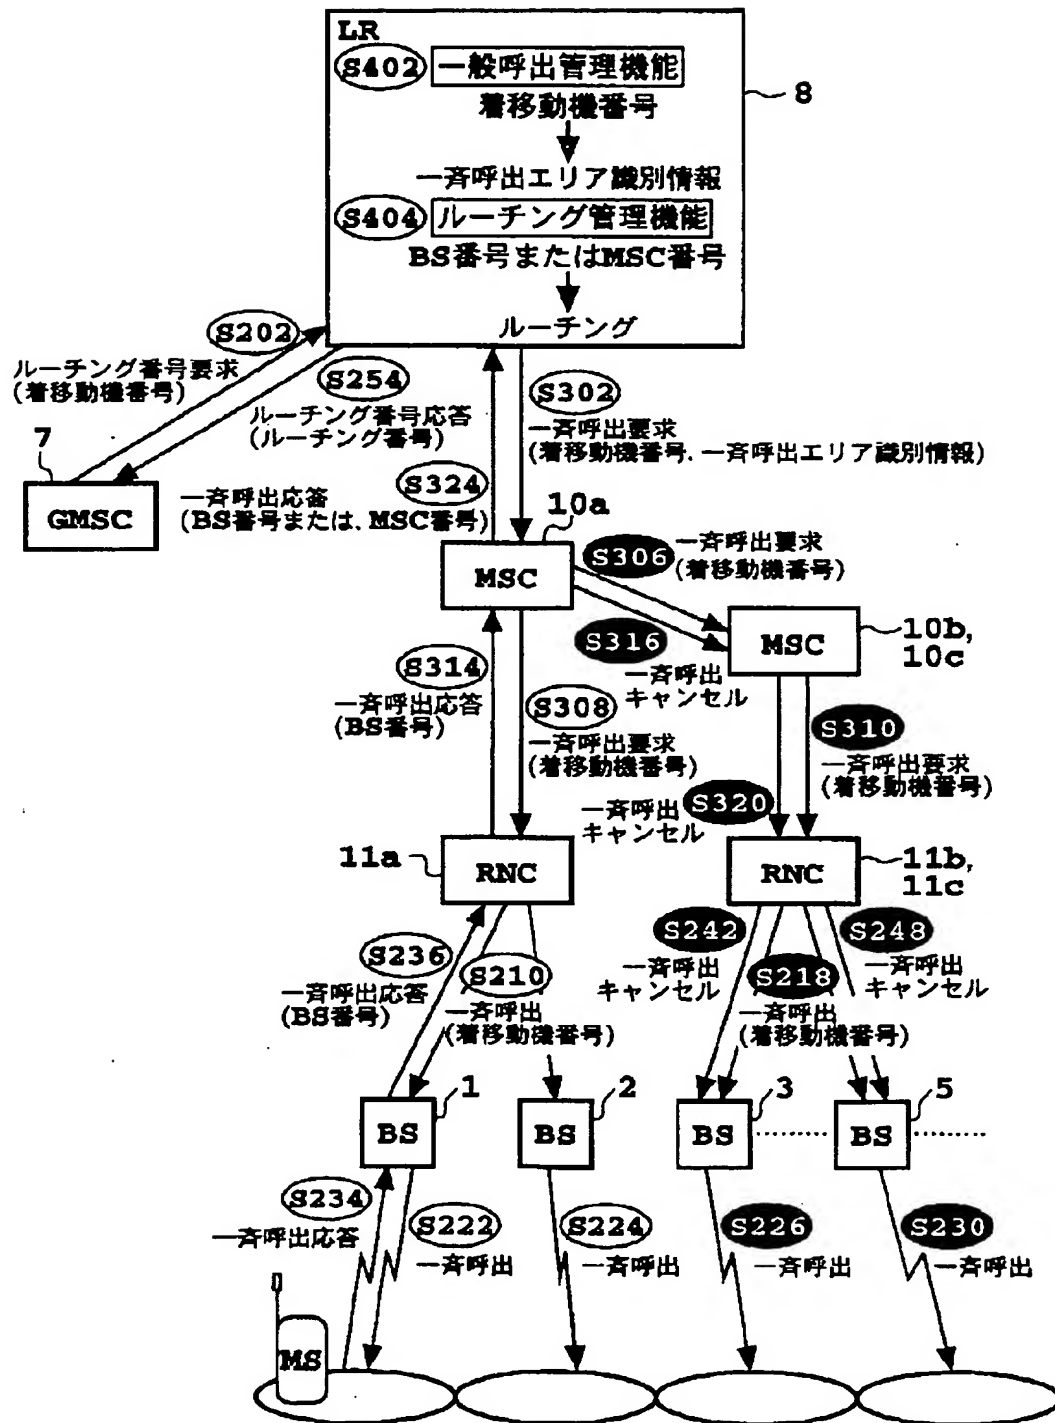 LR
S402 一般呼出管理機能
着移動機番号
一斉呼出エリア識別情報
S404 ルーチング管理機能
BS番号またはMSC番号
ルーチング
8
S202
ルーチング番号要求
(着移動機番号)
S254
ルーチング番号応答
(ルーチング番号)
7
GMSC
S302
一斉呼出要求
(着移動機番号、一斉呼出エリア識別情報)
S324
一斉呼出応答
(BS番号または、MSC番号)
10a
MSC
S306
一斉呼出要求
(着移動機番号)
S316
一斉呼出
キャンセル
MSC
10b,
10c
S314
一斉呼出応答
(BS番号)
S308
一斉呼出要求
(着移動機番号)
S310
一斉呼出要求
(着移動機番号)
S320
一斉呼出
キャンセル
11a
RNC
RNC
11b,
11c
S236
一斉呼出応答
(BS番号)
S210
一斉呼出
(着移動機番号)
S242
一斉呼出
キャンセル
S218
一斉呼出
(着移動機番号)
S248
一斉呼出
キャンセル
1
BS
2
BS
3
BS
5
BS
S234
一斉呼出応答
S222
一斉呼出
S224
一斉呼出
S226
一斉呼出
S230
一斉呼出
MS